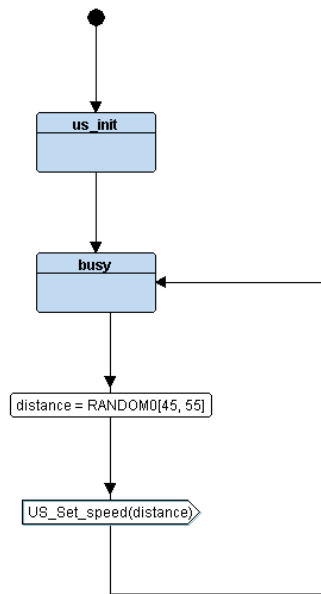 us_init
busy
distance = RANDOM0[45, 55]
US_Set_speed(distance)